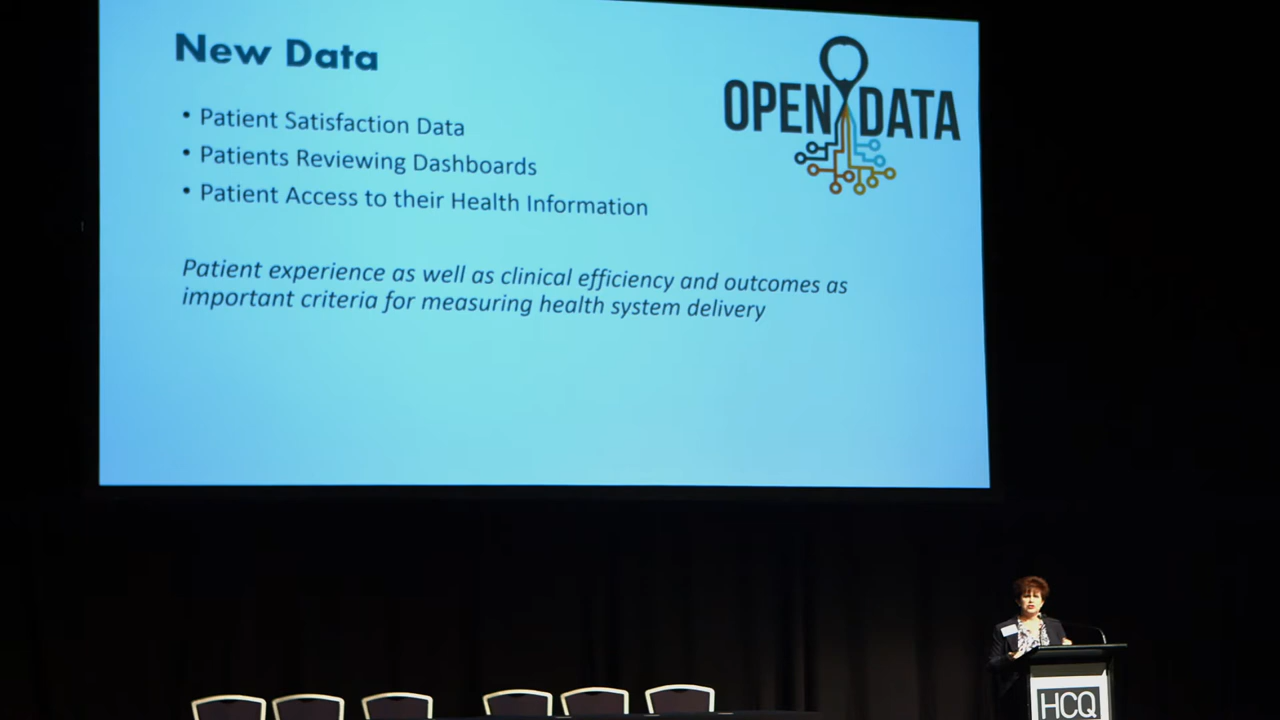 New Data
OPEN DATA
• Patient Satisfaction Data
• Patients Reviewing Dashboards
• Patient Access to their Health Information
Patient experience as well as clinical efficiency and outcomes as
important criteria for measuring health system delivery
HCQ